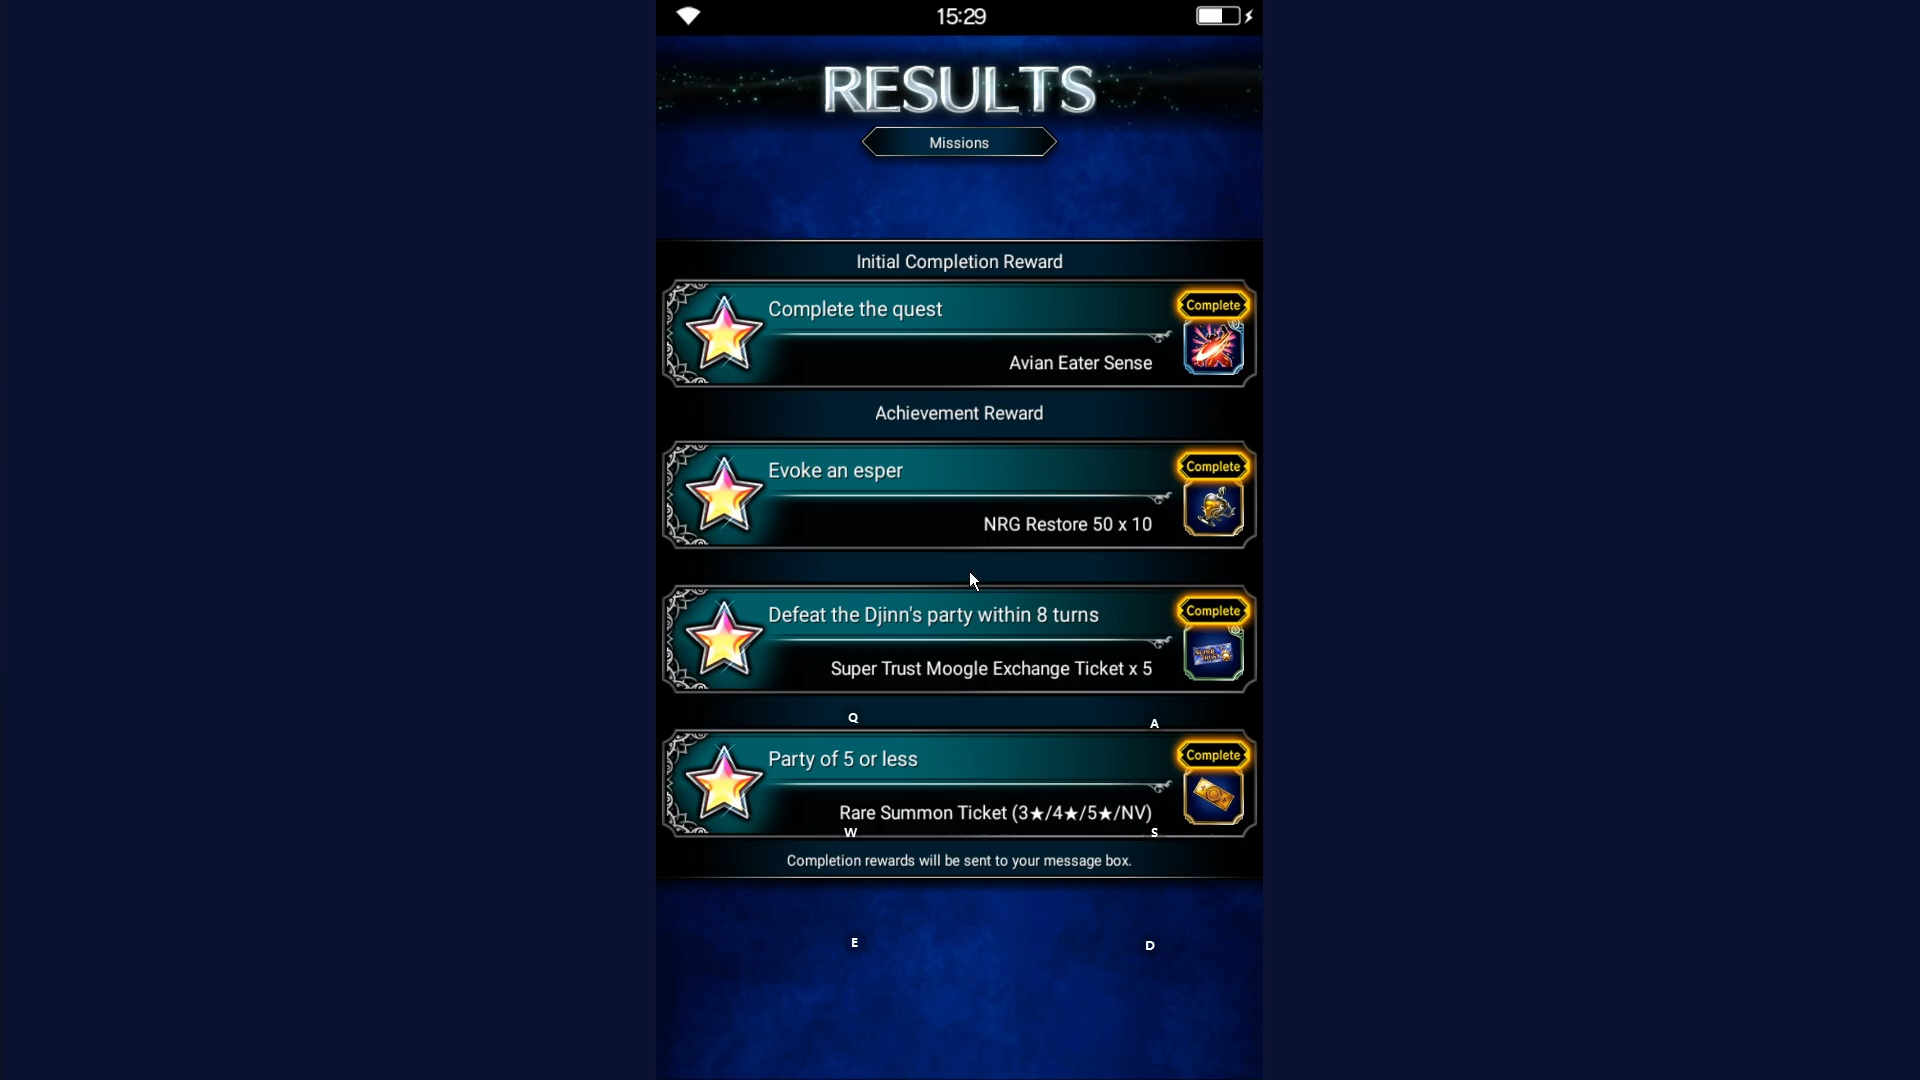 15:29
RESULTS
Missions
Initial Completion Reward
Complete the quest
Complete
Avian Eater Sense
Achievement Reward
Evoke an esper
Complete
NRG Restore 50 x 10
Defeat the Djinn's party within 8 turns
Complete
Super Trust Moogle Exchange Ticket x 5
Q A
Party of 5 or less
Complete
Rare Summon Ticket (3★/4★/5★/NV)
W S
Completion rewards will be sent to your message box.
E D